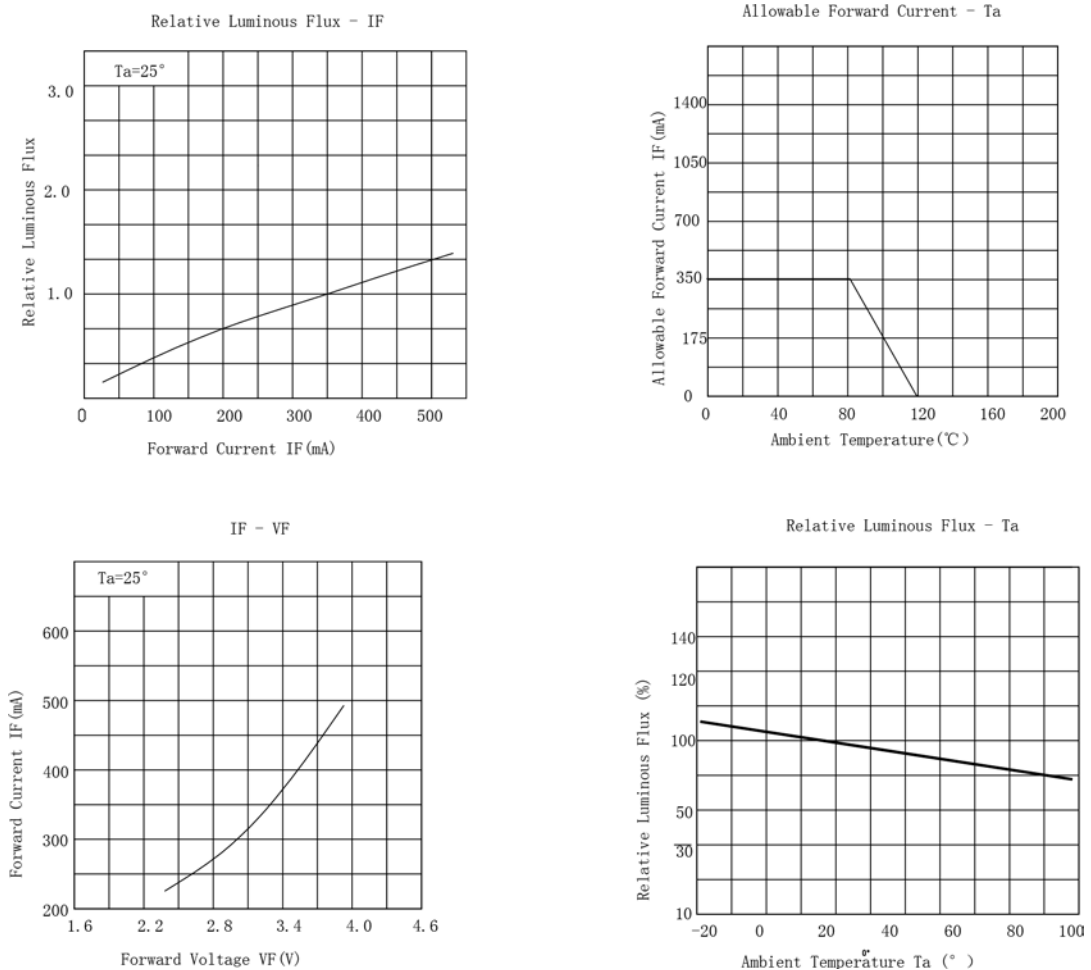 Relative Luminous Flux - IF
Ta=25°
3.0
2.0
1.0
Relative Luminous Flux
0 100 200 300 400 500
Forward Current IF(mA)
Allowable Forward Current - Ta
1400
1050
700
350
175
0
Allowable Forward Current IF(mA)
0 40 80 120 160 200
Ambient Temperature(℃)
IF - VF
Ta=25°
600
500
400
300
200
Forward Current IF(mA)
1.6 2.2 2.8 3.4 4.0 4.6
Forward Voltage VF(V)
Relative Luminous Flux - Ta
140
120
100
50
30
10
Relative Luminous Flux (%)
-20 0 20 40 60 80 100
Ambient Temperature Ta (° )